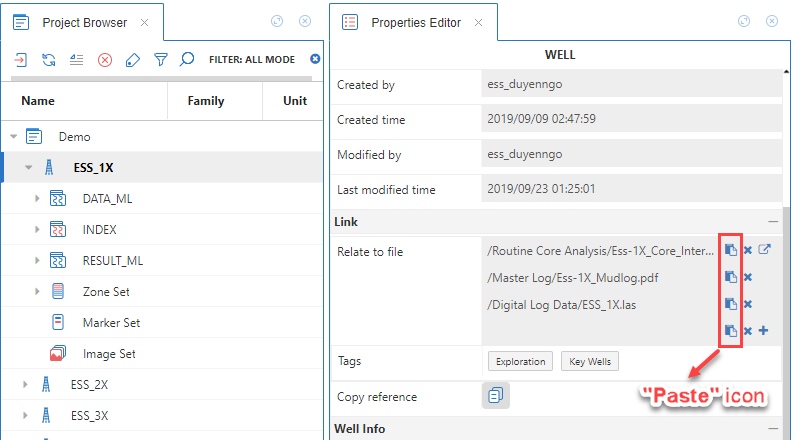 Project Browser
FILTER: ALL MODE
Name Family Unit
Demo
ESS_1X
DATA_ML
INDEX
RESULT_ML
Zone Set
Marker Set
Image Set
ESS_2X
ESS_3X
Properties Editor
WELL
Created by ess_duyenngo
Created time 2019/09/09 02:47:59
Modified by ess_duyenngo
Last modified time 2019/09/23 01:25:01
Link
Relate to file /Routine Core Analysis/Ess-1X_Core_Inter...
/Master Log/Ess-1X_Mudlog.pdf
/Digital Log Data/ESS_1X.las
Tags Exploration Key Wells
"Paste" icon
Copy reference
Well Info